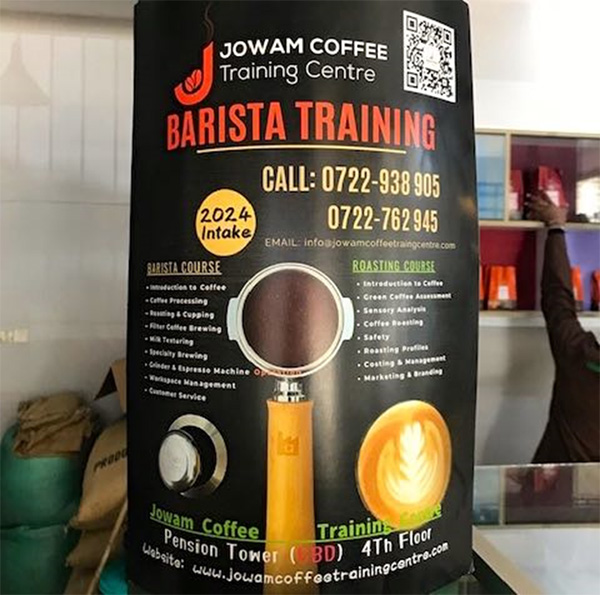 JOWAM COFFEE
Training Centre
BARISTA TRAINING
CALL: 0722-938 905
0722-762 945
2024
Intake
EMAIL: info@jowamcoffeetraingcentre.com
BARISTA COURSE
• Introduction to Coffee
• Coffee Processing
• Roasting & Cupping
• Filter Coffee Brewing
• Milk Texturing
• Specialty Brewing
• Grinder & Espresso Machine Operation
• Workspace Management
• Customer Service
ROASTING COURSE
• Introduction to Coffee
• Green Coffee Assessment
• Sensory Analysis
• Coffee Roasting
• Safety
• Roasting Profiles
• Costing & Management
• Marketing & Branding
Jowam Coffee Training Centre
Pension Tower (CBD) 4Th Floor
Website: www.jowamcoffeetrainingcentre.com